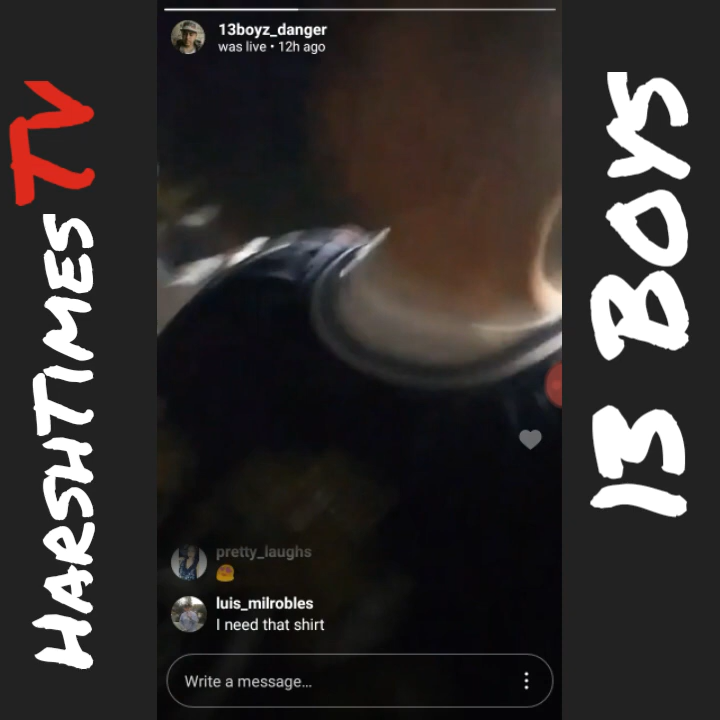 HARSHTIMES TV
13boyz_danger
was live • 12h ago
pretty_laughs
luis_milrobles
I need that shirt
Write a message...
13 BOYS